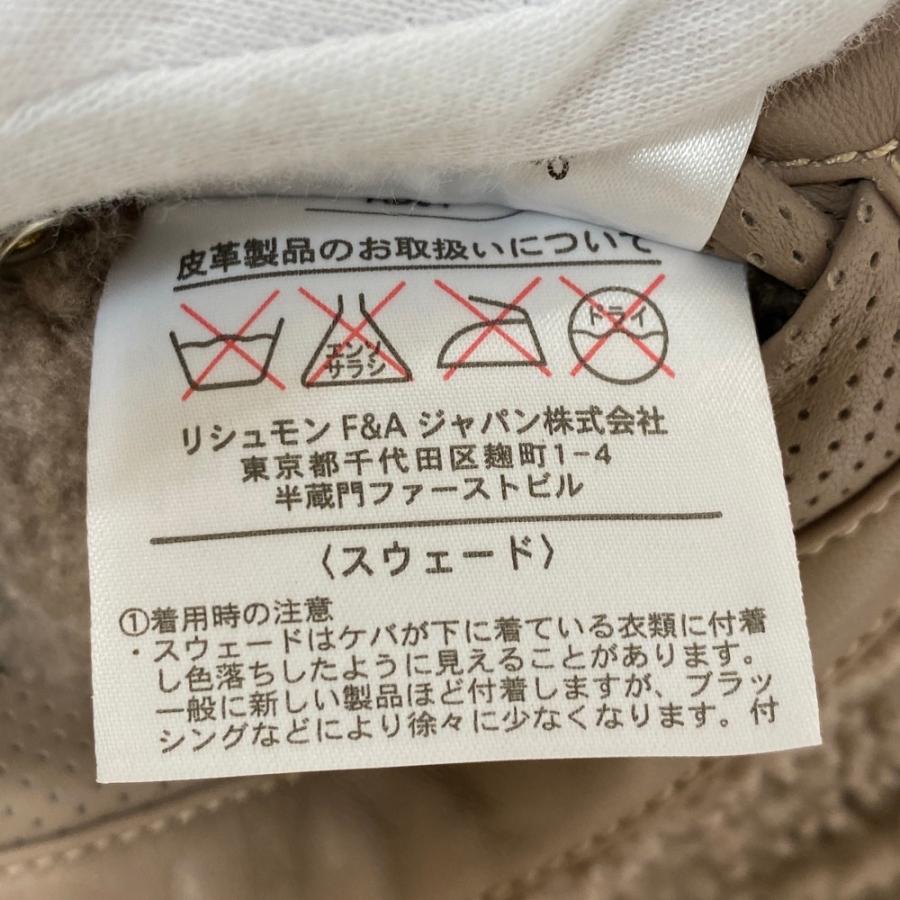 皮革製品のお取扱いについて
エンソ
サラシ
ドライ
リシュモン F&A ジャパン株式会社
東京都千代田区麹町1-4
半蔵門ファーストビル
〈スウェード〉
①着用時の注意
・スウェードはケバが下に着ている衣類に付着
し色落ちしたように見えることがあります。
一般に新しい製品ほど付着しますが、ブラッ
シングなどにより徐々に少なくなります。付